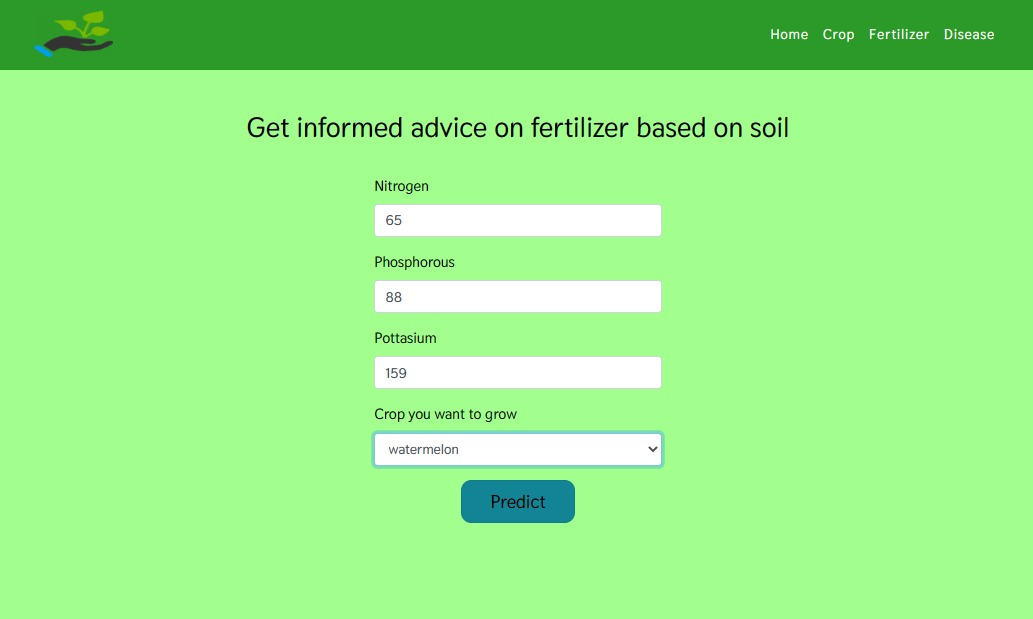 Home Crop Fertilizer Disease
Get informed advice on fertilizer based on soil
Nitrogen
65
Phosphorous
88
Pottasium
159
Crop you want to grow
watermelon
Predict